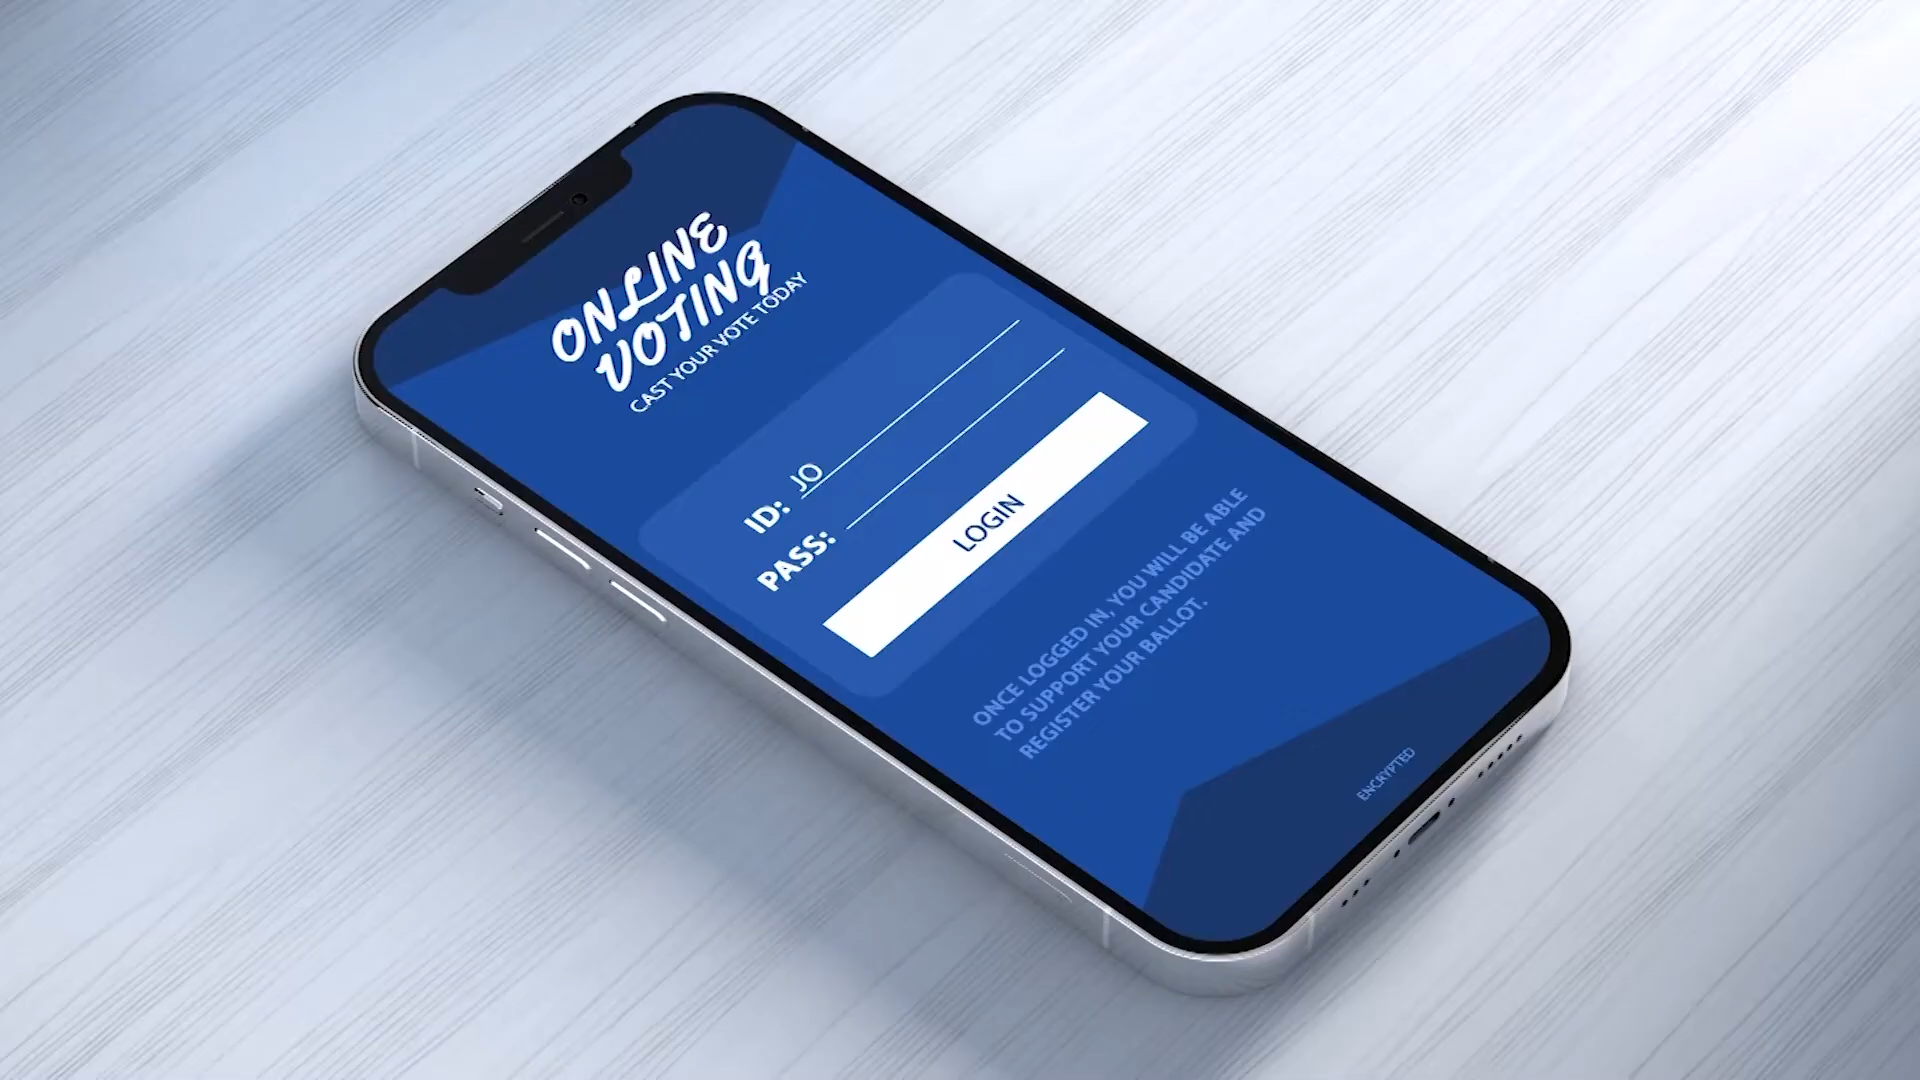 ONLINE
VOTING
CAST YOUR VOTE TODAY
ID: JO
PASS:
LOGIN
ONCE LOGGED IN, YOU WILL BE ABLE
TO SUPPORT YOUR CANDIDATE AND
REGISTER YOUR BALLOT.
ENCRYPTED